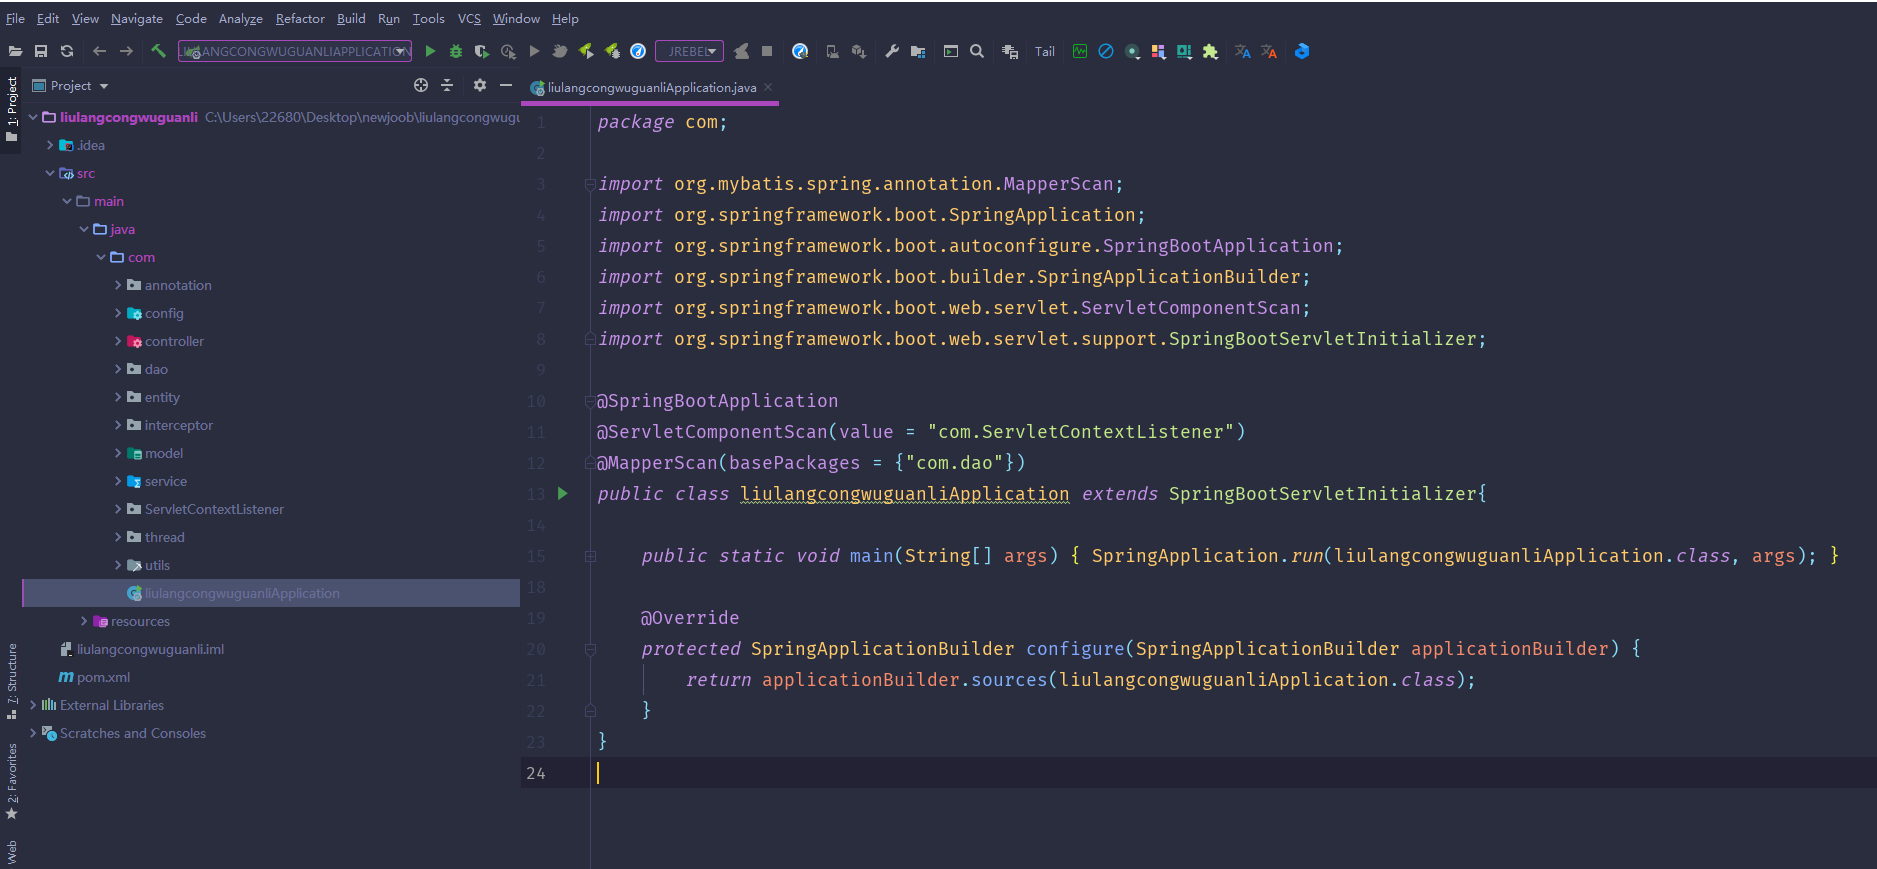 File Edit View Navigate Code Analyze Refactor Build Run Tools VCS Window Help
LIULANGCONGWUGUANLIAPPLICATION JREBEL Tail
1: Project
Project
liulangcongwuguanliApplication.java
liulangcongwuguanli C:\Users\22680\Desktop\newjoob\liulangcongwugu
.idea
src
main
java
com
annotation
config
controller
dao
entity
interceptor
model
service
ServletContextListener
thread
utils
liulangcongwuguanliApplication
resources
liulangcongwuguanli.iml
pom.xml
External Libraries
Scratches and Consoles
7: Structure
2: Favorites
Web
1 package com;
2
3 import org.mybatis.spring.annotation.MapperScan;
4 import org.springframework.boot.SpringApplication;
5 import org.springframework.boot.autoconfigure.SpringBootApplication;
6 import org.springframework.boot.builder.SpringApplicationBuilder;
7 import org.springframework.boot.web.servlet.ServletComponentScan;
8 import org.springframework.boot.web.servlet.support.SpringBootServletInitializer;
9
10 @SpringBootApplication
11 @ServletComponentScan(value = "com.ServletContextListener")
12 @MapperScan(basePackages = {"com.dao"})
13 public class liulangcongwuguanliApplication extends SpringBootServletInitializer{
14
15 public static void main(String[] args) { SpringApplication.run(liulangcongwuguanliApplication.class, args); }
18
19 @Override
20 protected SpringApplicationBuilder configure(SpringApplicationBuilder applicationBuilder) {
21 return applicationBuilder.sources(liulangcongwuguanliApplication.class);
22 }
23 }
24